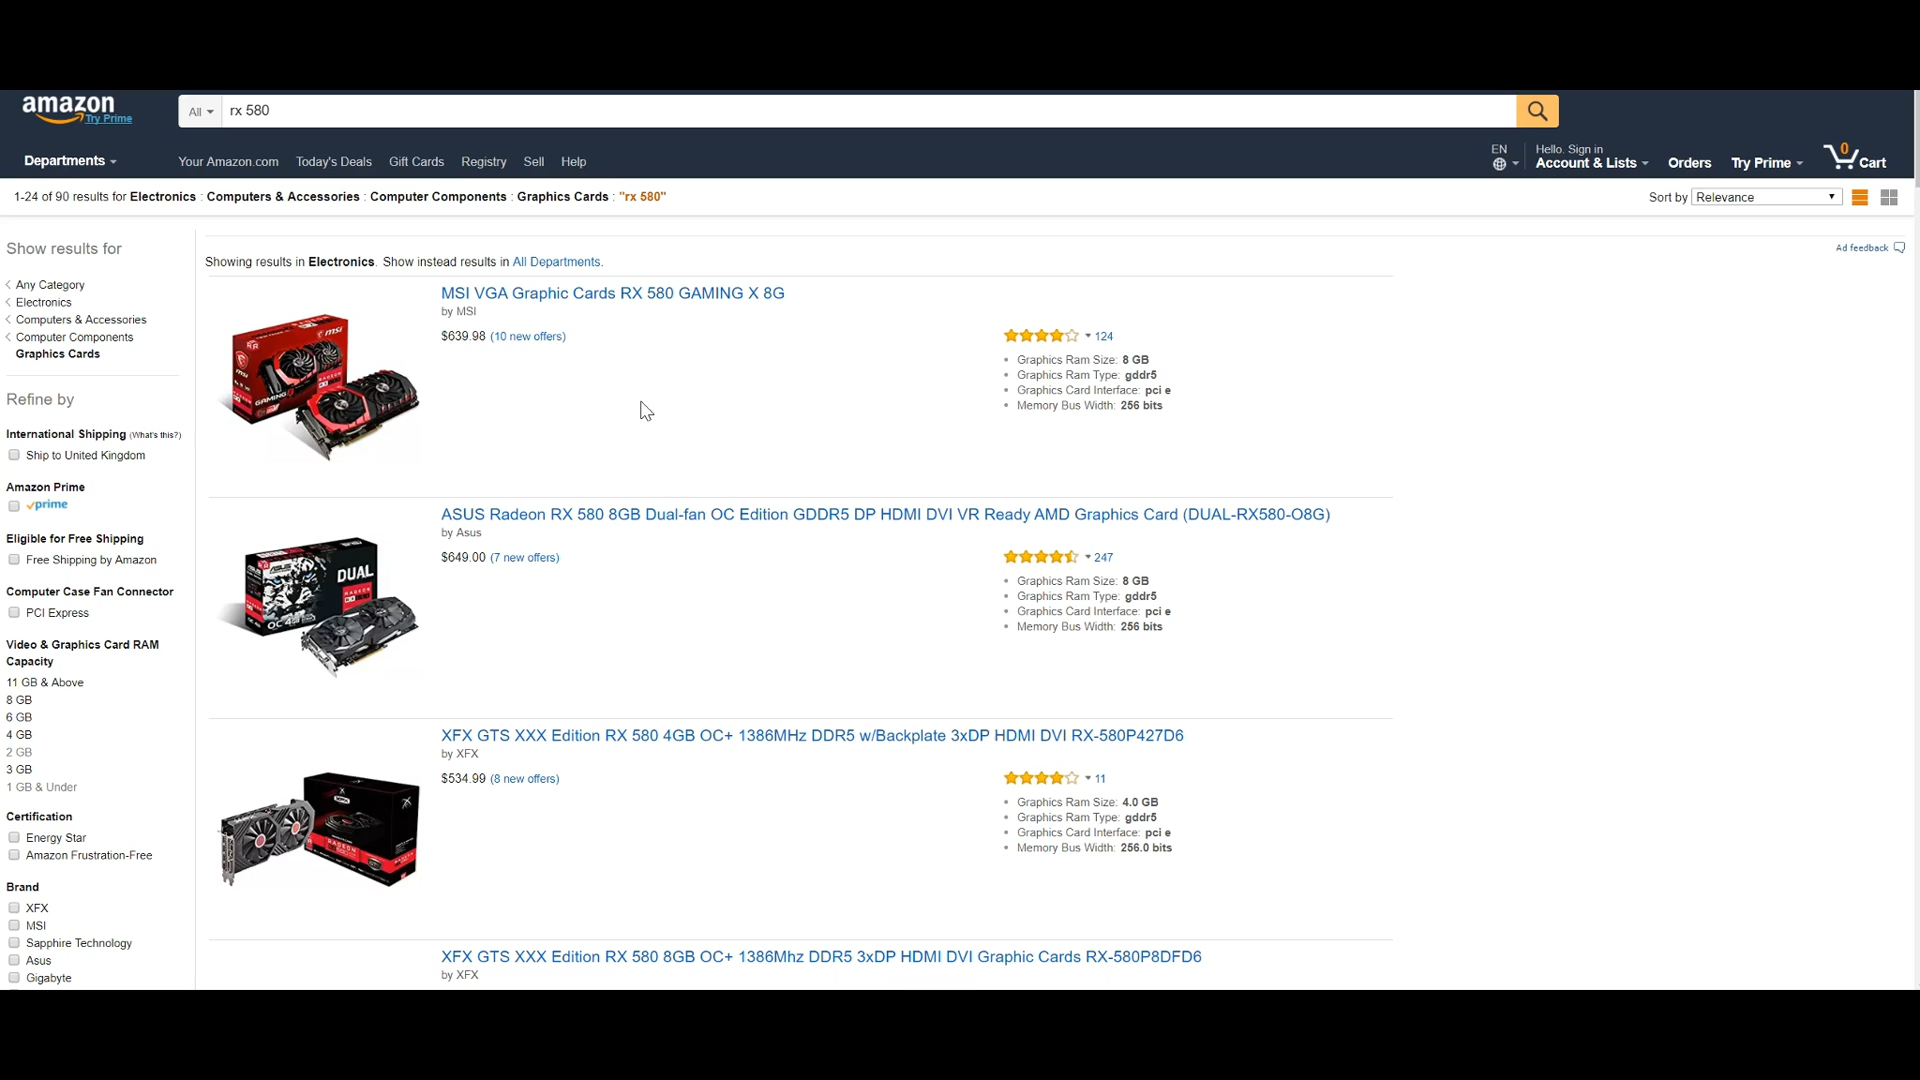 amazon
Try Prime
All
rx 580
Departments
Your Amazon.com Today's Deals Gift Cards Registry Sell Help
EN
Hello. Sign in
Account & Lists
Orders
Try Prime
0
Cart
1-24 of 90 results for Electronics : Computers & Accessories : Computer Components : Graphics Cards : "rx 580"
Sort by Relevance
Show results for
Any Category
Electronics
Computers & Accessories
Computer Components
Graphics Cards
Refine by
International Shipping (What's this?)
Ship to United Kingdom
Amazon Prime
prime
Eligible for Free Shipping
Free Shipping by Amazon
Computer Case Fan Connector
PCI Express
Video & Graphics Card RAM
Capacity
11 GB & Above
8 GB
6 GB
4 GB
2 GB
3 GB
1 GB & Under
Certification
Energy Star
Amazon Frustration-Free
Brand
XFX
MSI
Sapphire Technology
Asus
Gigabyte
Ad feedback
Showing results in Electronics. Show instead results in All Departments.
MSI VGA Graphic Cards RX 580 GAMING X 8G
by MSI
$639.98 (10 new offers)
124
Graphics Ram Size: 8 GB
Graphics Ram Type: gddr5
Graphics Card Interface: pci e
Memory Bus Width: 256 bits
msi
GAMING
ASUS Radeon RX 580 8GB Dual-fan OC Edition GDDR5 DP HDMI DVI VR Ready AMD Graphics Card (DUAL-RX580-O8G)
by Asus
$649.00 (7 new offers)
247
Graphics Ram Size: 8 GB
Graphics Ram Type: gddr5
Graphics Card Interface: pci e
Memory Bus Width: 256 bits
DUAL
XFX GTS XXX Edition RX 580 4GB OC+ 1386MHz DDR5 w/Backplate 3xDP HDMI DVI RX-580P427D6
by XFX
$534.99 (8 new offers)
11
Graphics Ram Size: 4.0 GB
Graphics Ram Type: gddr5
Graphics Card Interface: pci e
Memory Bus Width: 256.0 bits
XFX GTS XXX Edition RX 580 8GB OC+ 1386Mhz DDR5 3xDP HDMI DVI Graphic Cards RX-580P8DFD6
by XFX